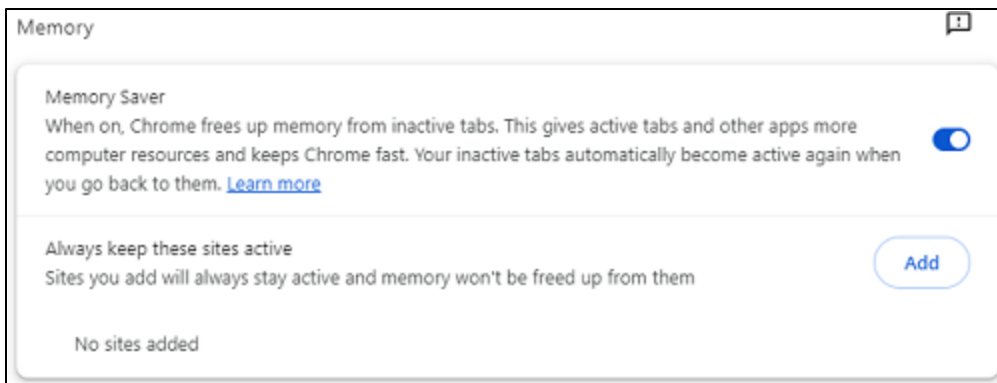 Memory
Memory Saver
When on, Chrome frees up memory from inactive tabs. This gives active tabs and other apps more
computer resources and keeps Chrome fast. Your inactive tabs automatically become active again when
you go back to them. Learn more
Always keep these sites active
Sites you add will always stay active and memory won't be freed up from them
Add
No sites added